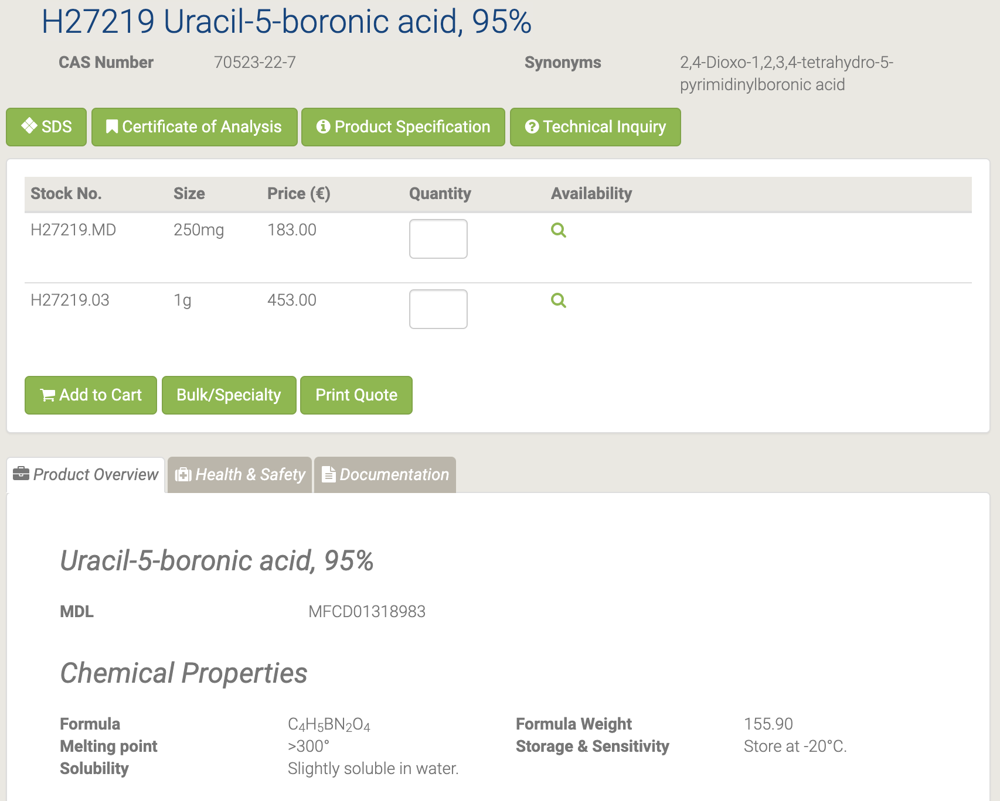 H27219 Uracil-5-boronic acid, 95%
CAS Number 70523-22-7 Synonyms 2,4-Dioxo-1,2,3,4-tetrahydro-5-
pyrimidinylboronic acid
SDS Certificate of Analysis Product Specification Technical Inquiry
Stock No. Size Price (€) Quantity Availability
H27219.MD 250mg 183.00
H27219.03 1g 453.00
Add to Cart Bulk/Specialty Print Quote
Product Overview Health & Safety Documentation
Uracil-5-boronic acid, 95%
MDL MFCD01318983
Chemical Properties
Formula C₄H₅BN₂O₄ Formula Weight 155.90
Melting point >300° Storage & Sensitivity Store at -20°C.
Solubility Slightly soluble in water.